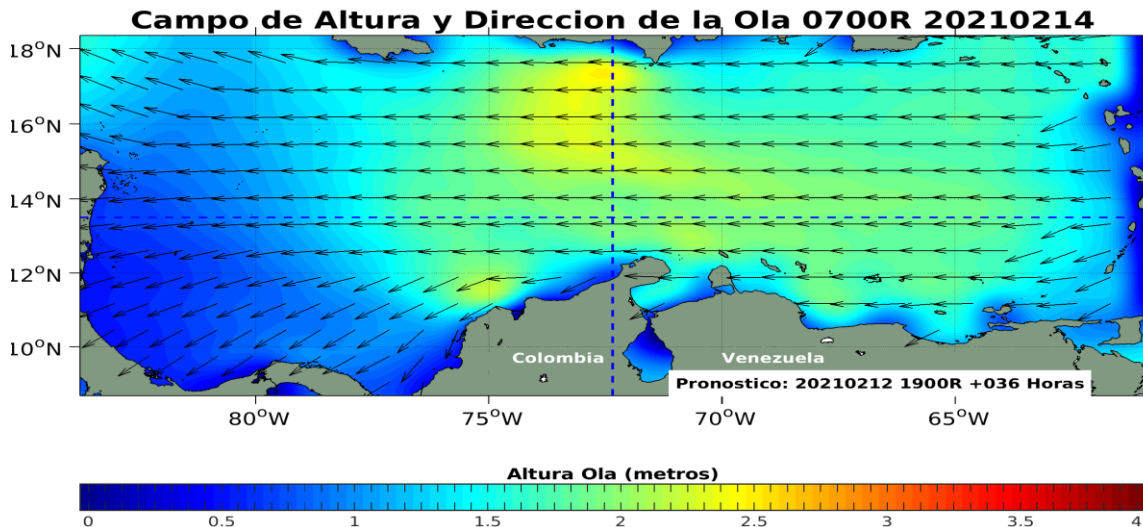 Campo de Altura y Direccion de la Ola 0700R 20210214
18°N
16°N
14°N
12°N
10°N
Colombia
Venezuela
Pronostico: 20210212 1900R +036 Horas
80°W
75°W
70°W
65°W
Altura Ola (metros)
0 0.5 1 1.5 2 2.5 3 3.5 4